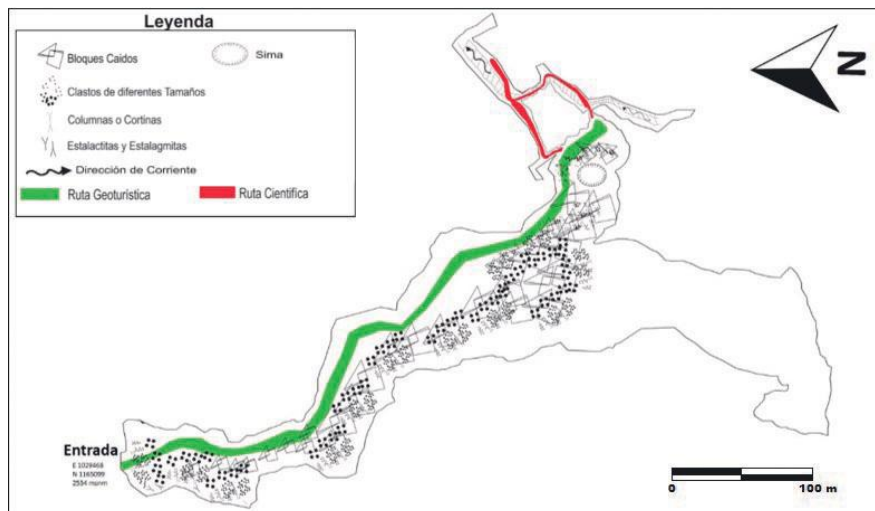 Leyenda
Bloques Caidos
Sima
Clastos de diferentes Tamaños
Columnas o Cortinas
Estalactitas y Estalagmitas
Dirección de Corriente
Ruta Geoturística
Ruta Cientifica
N
Entrada
E 1028468
N 1165099
2534 msnm
0 100 m